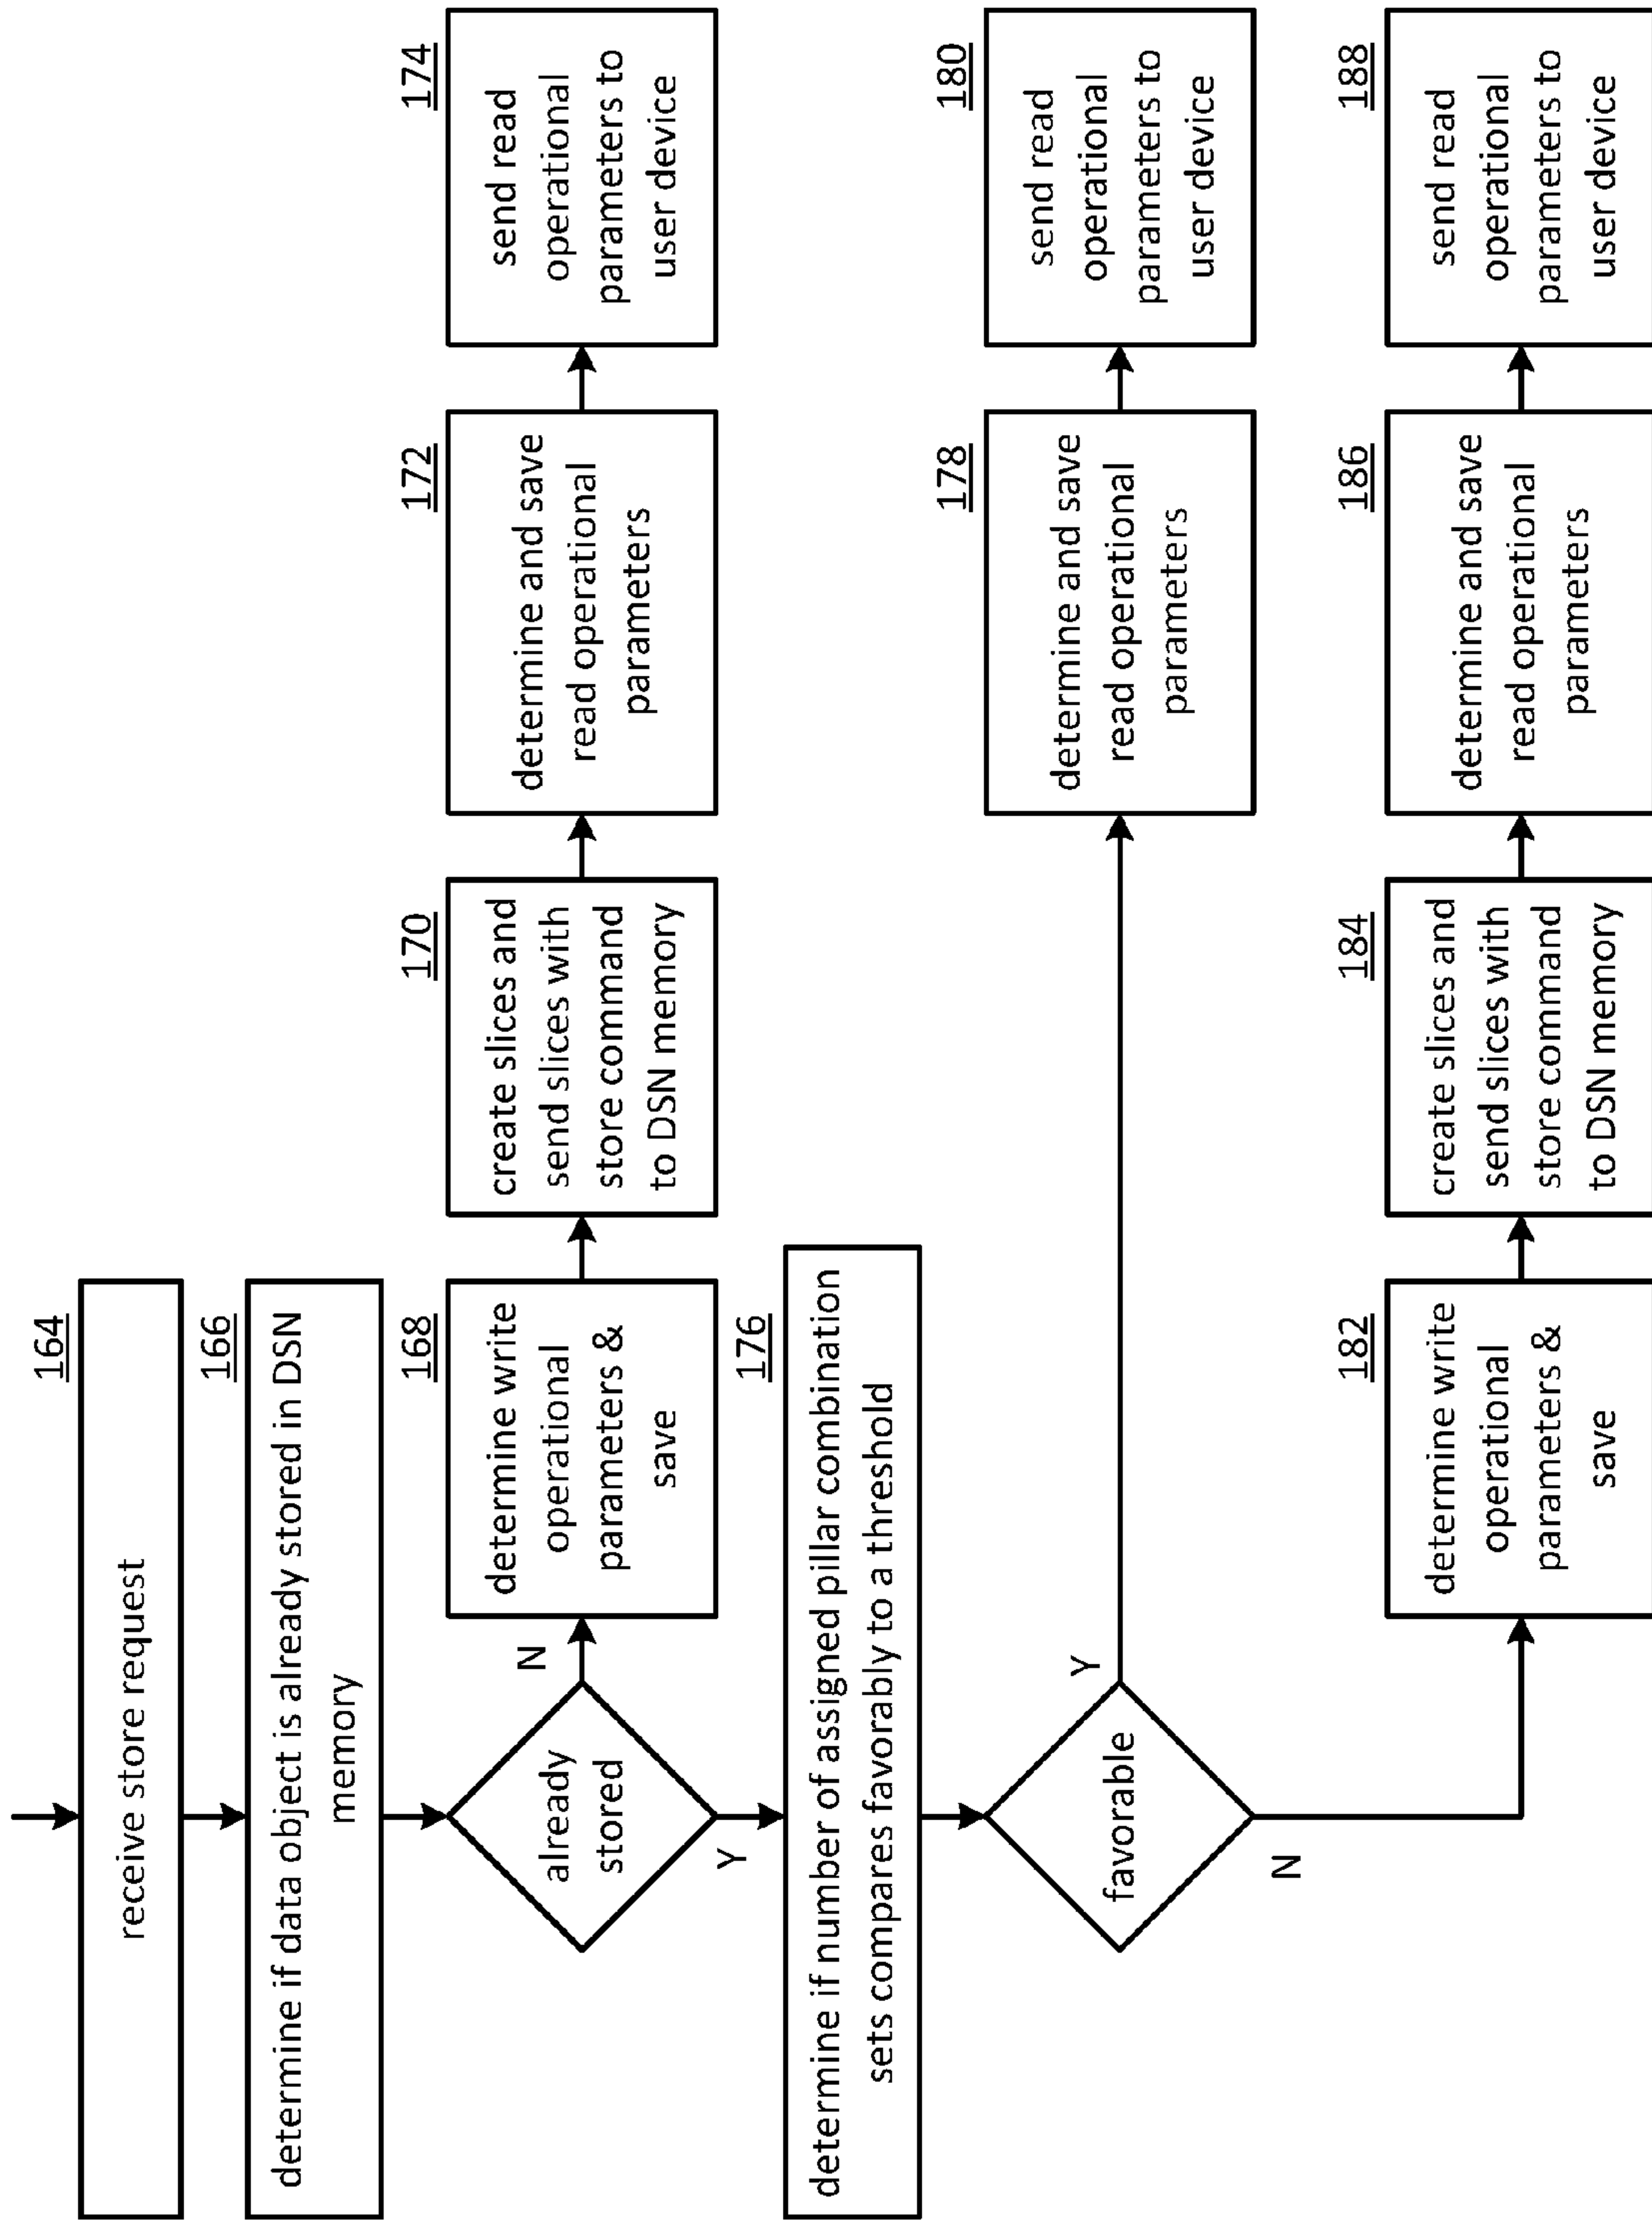 164
receive store request
166
determine if data object is already stored in DSN
memory
already
stored
N
Y
168
determine write
operational
parameters &
save
170
create slices and
send slices with
store command
to DSN memory
172
determine and save
read operational
parameters
174
send read
operational
parameters to
user device
176
determine if number of assigned pillar combination
sets compares favorably to a threshold
favorable
Y
N
178
determine and save
read operational
parameters
180
send read
operational
parameters to
user device
182
determine write
operational
parameters &
save
184
create slices and
send slices with
store command
to DSN memory
186
determine and save
read operational
parameters
188
send read
operational
parameters to
user device